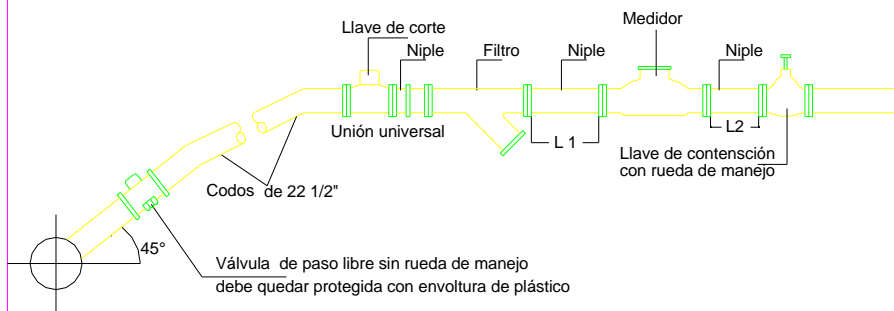 Medidor
Llave de corte
Niple
Filtro
Niple
Niple
Unión universal
L 1
L2
Llave de contensción
con rueda de manejo
Codos de 22 1/2"
45°
Válvula de paso libre sin rueda de manejo
debe quedar protegida con envoltura de plástico